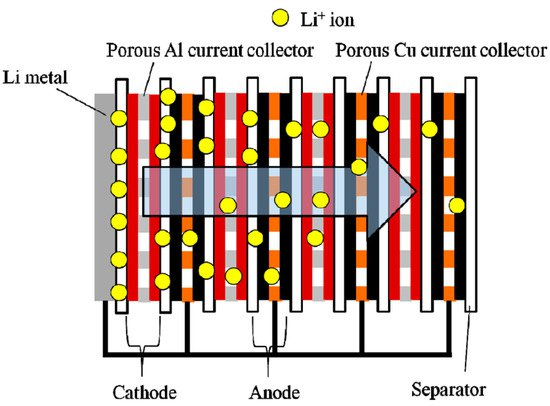 Li⁺ ion
Porous Al current collector
Porous Cu current collector
Li metal
Cathode
Anode
Separator